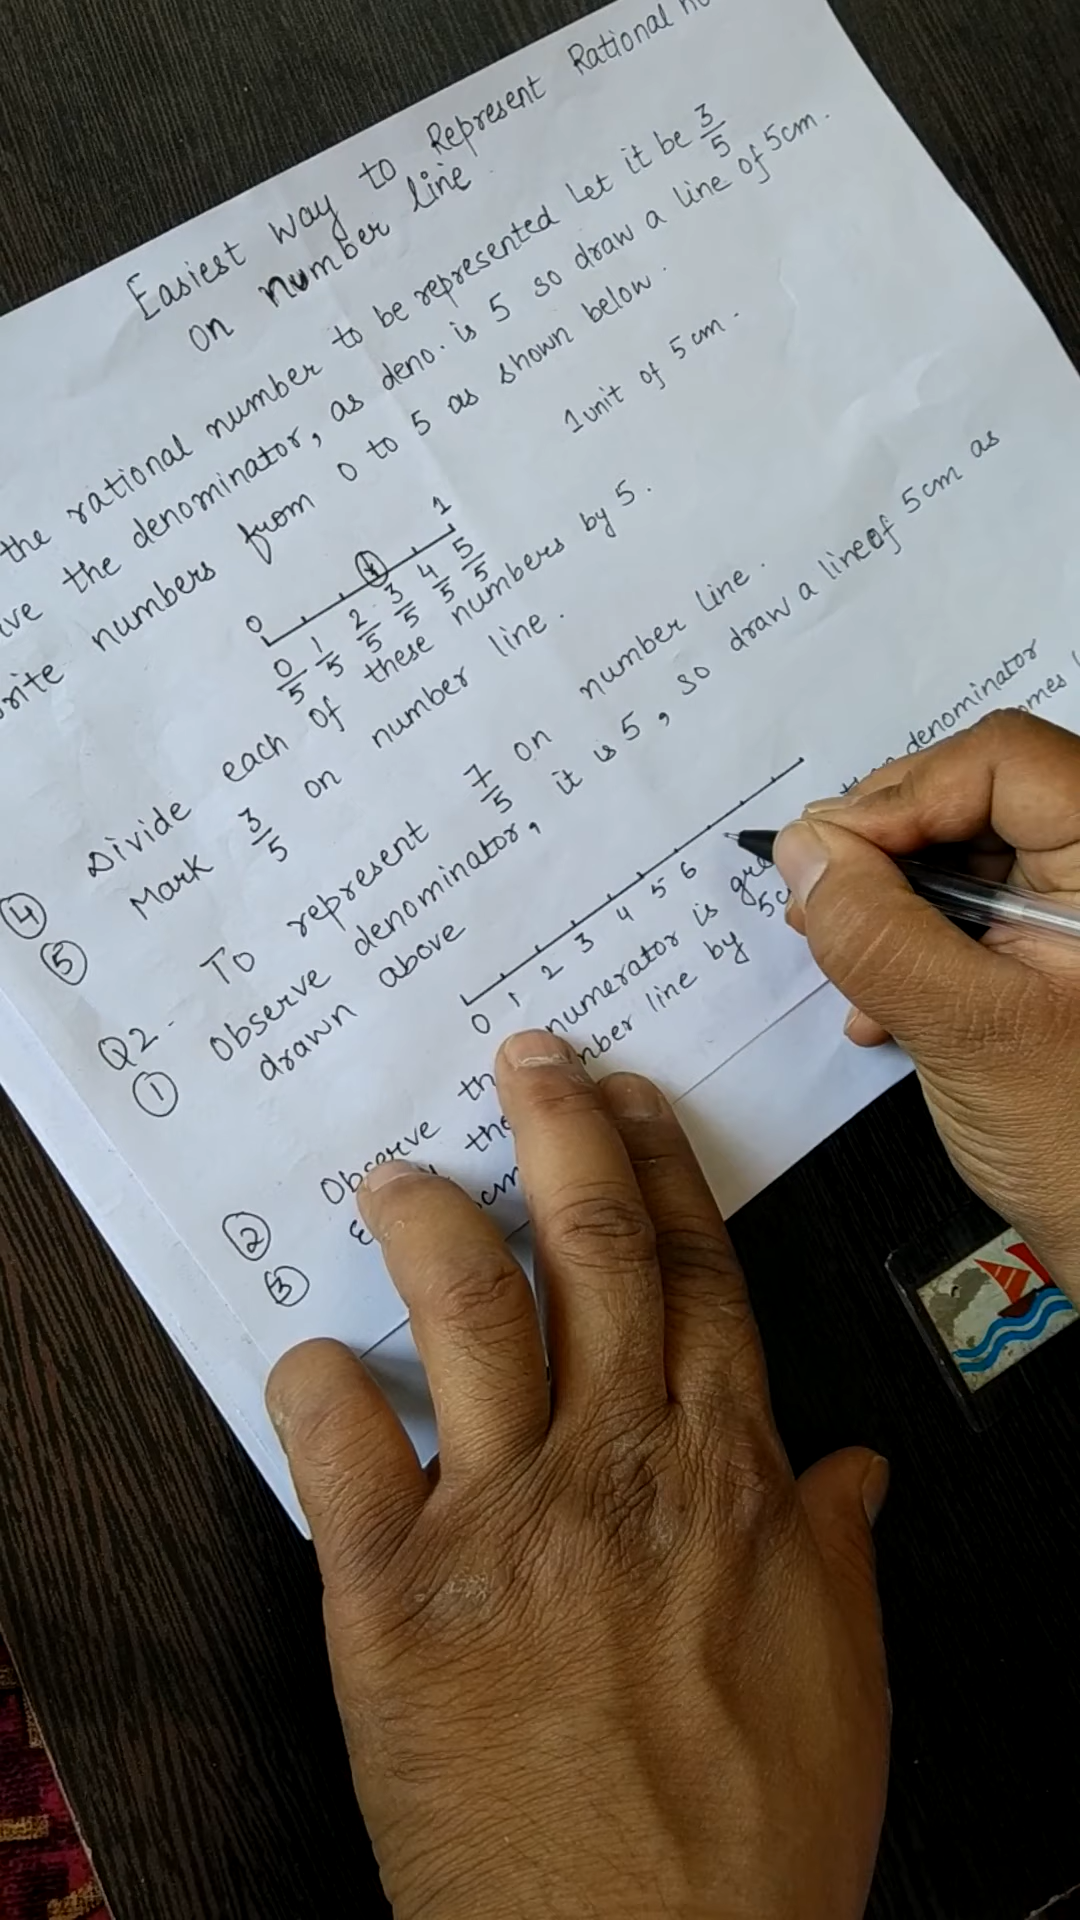 Easiest way to Represent Rational
on number line
the rational number to be represented Let it be 3/5
the denominator, as deno. is 5 so draw a line of 5cm.
numbers from 0 to 5 as shown below.
1 unit of 5 cm.
0 1
0/5 1/5 2/5 3/5 4/5 5/5
④ Divide each of these numbers by 5.
⑤ Mark 3/5 on number line.
Q2. To represent 7/5 on number line.
① Observe denominator, it is 5, so draw a line of 5cm as
drawn above
0 1 2 3 4 5 6
② Observe numerator is denominator
③ line by